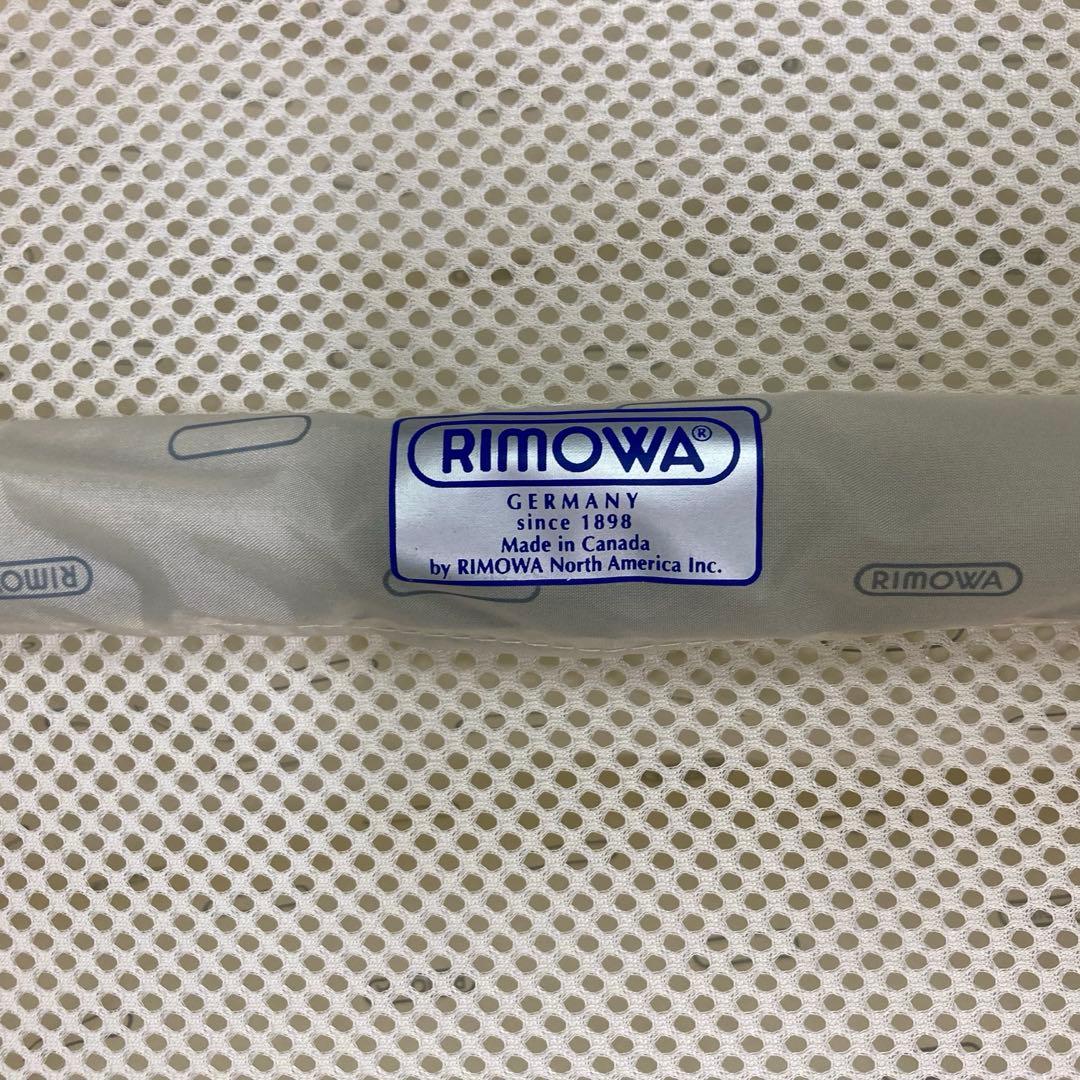 RIMOWA®
GERMANY
since 1898
Made in Canada
by RIMOWA North America Inc.
RIMOWA
RIMOWA